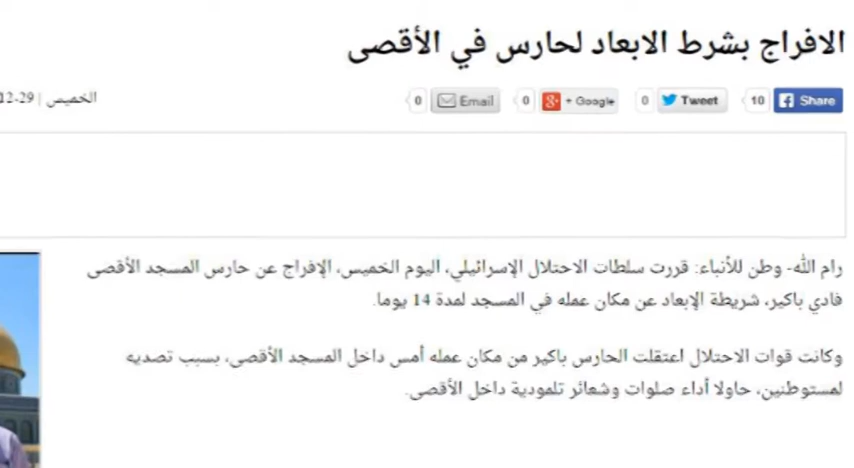 الافراج بشرط الابعاد لحارس في الأقصى
الخميس | 29-12
0 Email 0 + Google 0 Tweet 10 Share
رام الله- وطن للأنباء: قررت سلطات الاحتلال الإسرائيلي، اليوم الخميس، الإفراج عن حارس المسجد الأقصى
فادي باكير، شريطة الإبعاد عن مكان عمله في المسجد لمدة 14 يوما.
وكانت قوات الاحتلال اعتقلت الحارس باكير من مكان عمله أمس داخل المسجد الأقصى، بسبب تصديه
لمستوطنين، حاولا أداء صلوات وشعائر تلمودية داخل الأقصى.